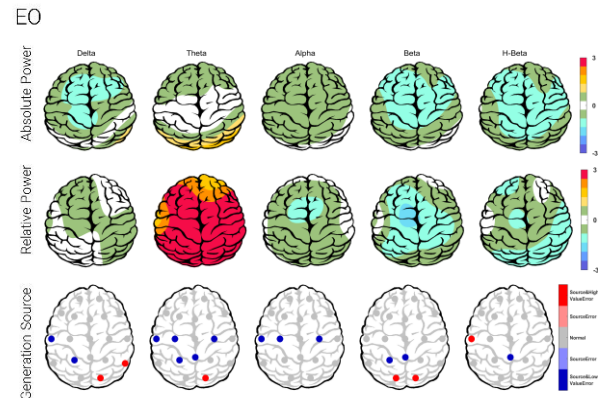 EO
Delta Theta Alpha Beta H-Beta
Absolute Power
3
0
-3
Relative Power
3
0
-3
Generation Source
Source&High
ValueError
SourceError
Normal
SourceError
Source&Low
ValueError